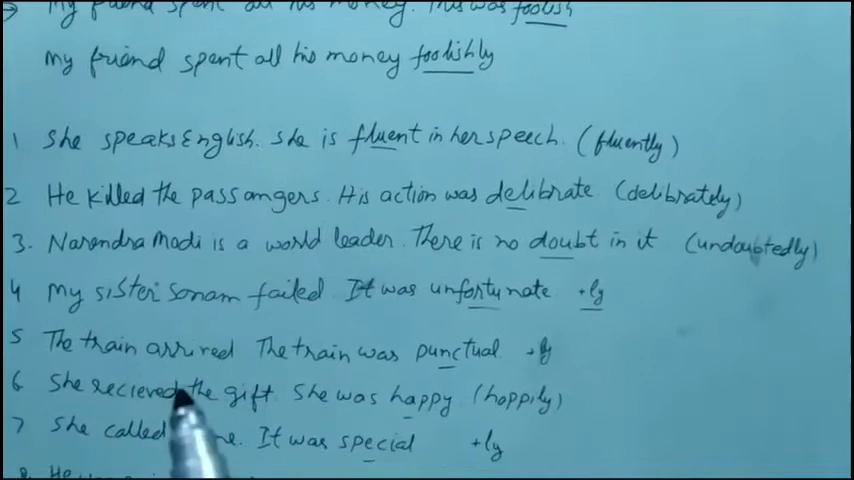 → My friend spent all his money. This was foolish
my friend spent all his money foolishly
1 She speaks English. She is fluent in her speech. (fluently)
2 He killed the passangers. His action was delibrate (delibrately)
3. Narendra Modi is a world leader. There is no doubt in it (undoubtedly)
4 My sister Sonam failed. It was unfortunate +ly
5 The train arrived The train was punctual +ly
6 She recieved the gift. She was happy (happily)
7 She called ne. It was special +ly